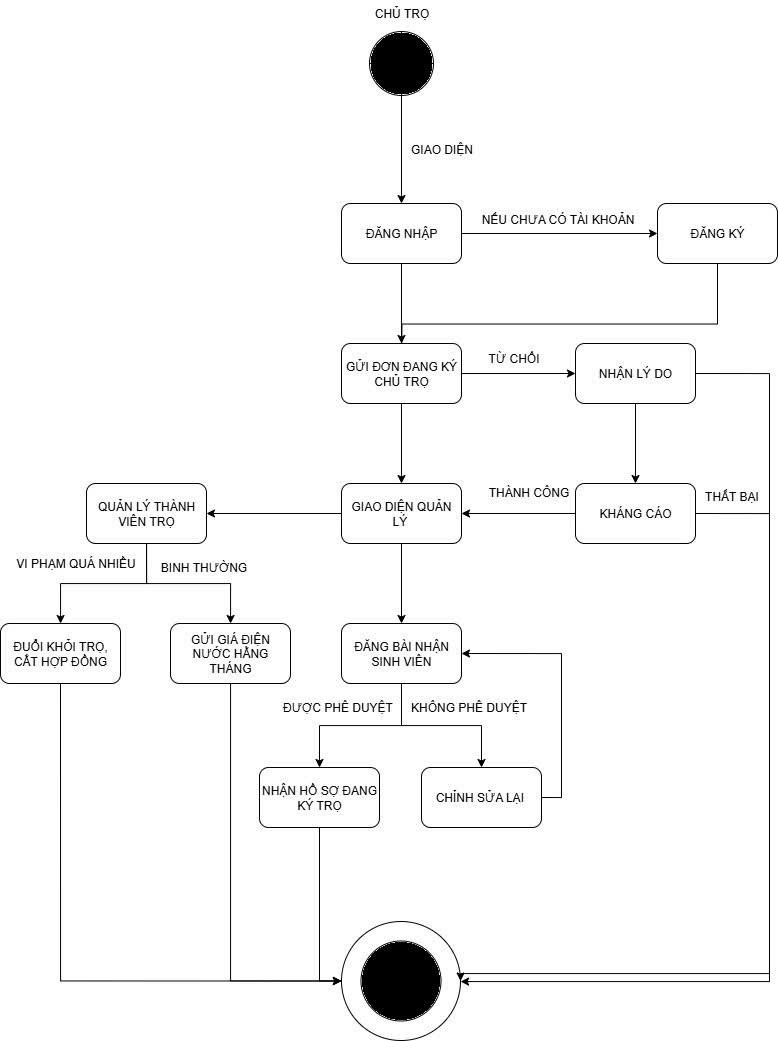 CHỦ TRỌ
GIAO DIỆN
ĐĂNG NHẬP
NẾU CHƯA CÓ TÀI KHOẢN
ĐĂNG KÝ
GỬI ĐƠN ĐANG KÝ
CHỦ TRỌ
TỪ CHỐI
NHẬN LÝ DO
QUẢN LÝ THÀNH
VIÊN TRỌ
GIAO DIỆN QUẢN
LÝ
THÀNH CÔNG
KHÁNG CÁO
THẤT BẠI
VI PHẠM QUÁ NHIỀU
BINH THƯỜNG
ĐUỔI KHỎI TRỌ,
CẮT HỢP ĐỒNG
GỬI GIÁ ĐIỆN
NƯỚC HẰNG
THÁNG
ĐĂNG BÀI NHẬN
SINH VIÊN
ĐƯỢC PHÊ DUYỆT
KHÔNG PHÊ DUYỆT
NHẬN HỒ SỢ ĐANG
KÝ TRỌ
CHỈNH SỬA LẠI